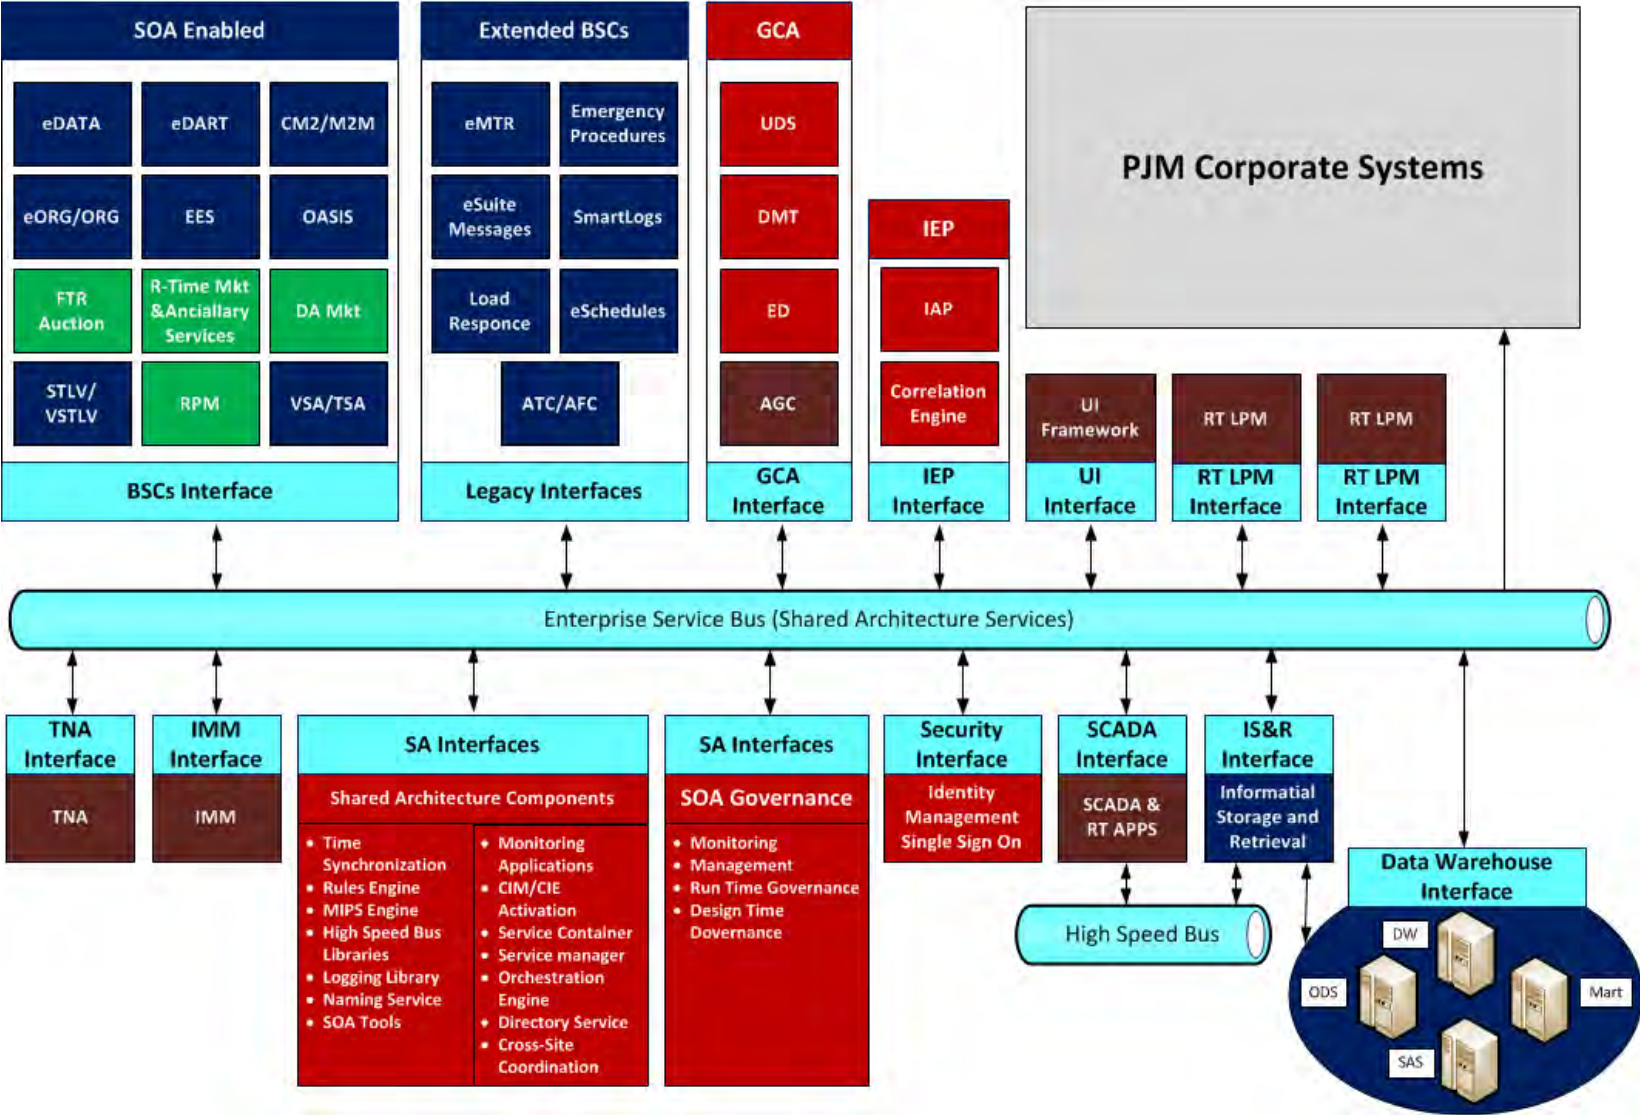 SOA Enabled
eDATA
eDART
CM2/M2M
eORG/ORG
EES
OASIS
FTR
Auction
R-Time Mkt
&Anciallary
Services
DA Mkt
STLV/
VSTLV
RPM
VSA/TSA
BSCs Interface
Extended BSCs
eMTR
Emergency
Procedures
eSuite
Messages
SmartLogs
Load
Responce
eSchedules
ATC/AFC
Legacy Interfaces
GCA
UDS
DMT
ED
AGC
GCA
Interface
IEP
IAP
Correlation
Engine
IEP
Interface
PJM Corporate Systems
UI
Framework
UI
Interface
RT LPM
RT LPM
Interface
RT LPM
RT LPM
Interface
Enterprise Service Bus (Shared Architecture Services)
TNA
Interface
TNA
IMM
Interface
IMM
SA Interfaces
Shared Architecture Components
• Time
Synchronization
• Rules Engine
• MIPS Engine
• High Speed Bus
Libraries
• Logging Library
• Naming Service
• SOA Tools
• Monitoring
Applications
• CIM/CIE
Activation
• Service Container
• Service manager
• Orchestration
Engine
• Directory Service
• Cross-Site
Coordination
SA Interfaces
SOA Governance
• Monitoring
• Management
• Run Time Governance
• Design Time
Dovernance
Security
Interface
Identity
Management
Single Sign On
SCADA
Interface
SCADA &
RT APPS
IS&R
Interface
Informatial
Storage and
Retrieval
High Speed Bus
Data Warehouse
Interface
DW
ODS
Mart
SAS